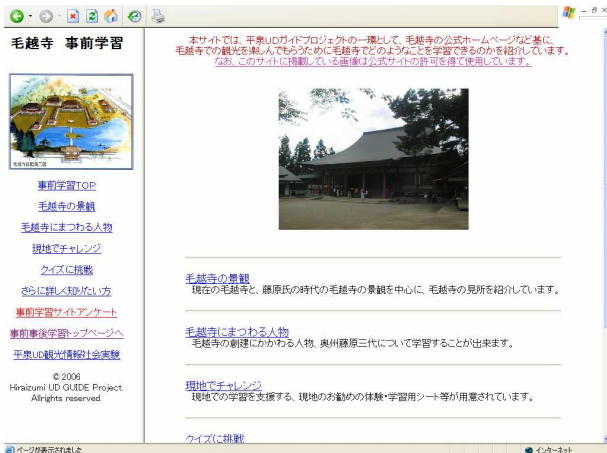 毛越寺 事前学習
毛越寺伽藍復元図
事前学習TOP
毛越寺の景観
毛越寺にまつわる人物
現地でチャレンジ
クイズに挑戦
さらに詳しく知りたい方
事前学習サイトアンケート
事前事後学習トップページへ
平泉UD観光情報社会実験
© 2006
Hiraizumi UD GUIDE Project.
Allrights reserved.
本サイトでは、平泉UDガイドプロジェクトの一環として、毛越寺の公式ホームページなど基に、
毛越寺での観光を楽しんでもらうために毛越寺でどのようなことを学習できるのかを紹介しています。
なお、このサイトに掲載している画像は公式サイトの許可を得て使用しています。
毛越寺の景観
現在の毛越寺と、藤原氏の時代の毛越寺の景観を中心に、毛越寺の見所を紹介しています。
毛越寺にまつわる人物
毛越寺の創建にかかわる人物、奥州藤原三代について学習することが出来ます。
現地でチャレンジ
現地での学習を支援する、現地のお勧めの体験・学習用シート等が用意されています。
クイズに挑戦
ページが表示されました
インターネット